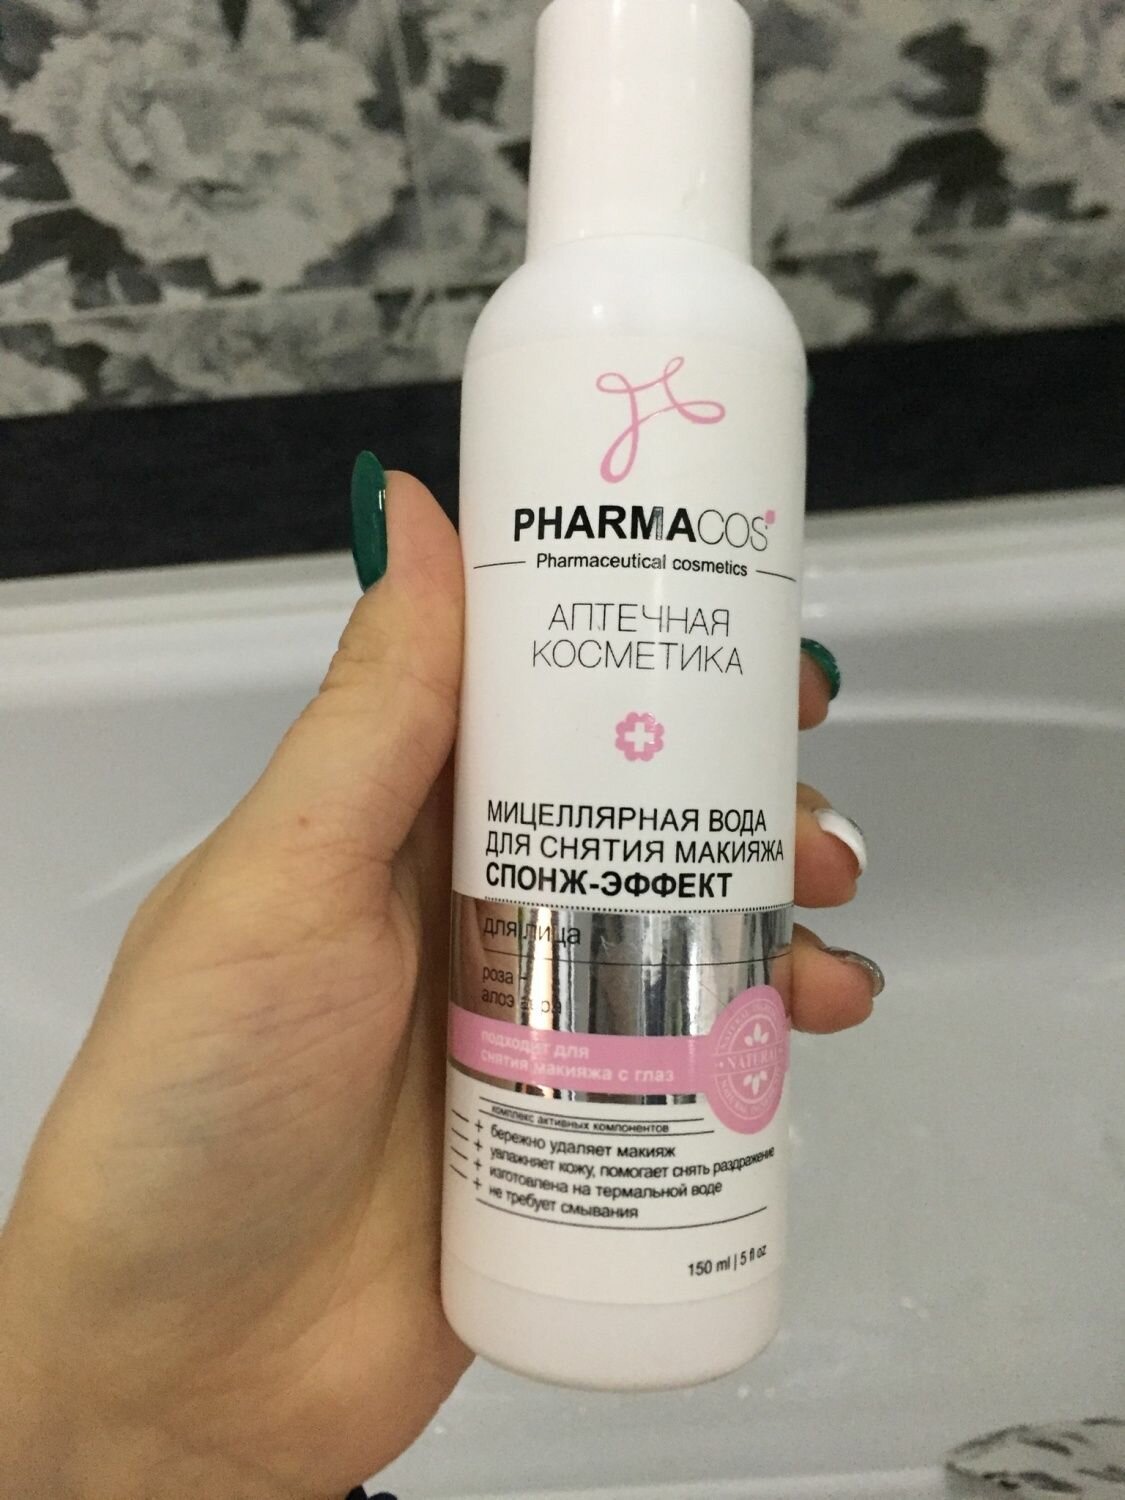 PHARMACOS
Pharmaceutical cosmetics
АПТЕЧНАЯ
КОСМЕТИКА
МИЦЕЛЛЯРНАЯ ВОДА
ДЛЯ СНЯТИЯ МАКИЯЖА
СПОНЖ-ЭФФЕКТ
для лица
роза -
алоэ вера
подходит для
снятия макияжа с глаз
NATURAL
комплекс активных компонентов
+ бережно удаляет макияж
+ увлажняет кожу, помогает снять раздражение
+ изготовлена на термальной воде
+ не требует смывания
150 ml | 5 fl oz